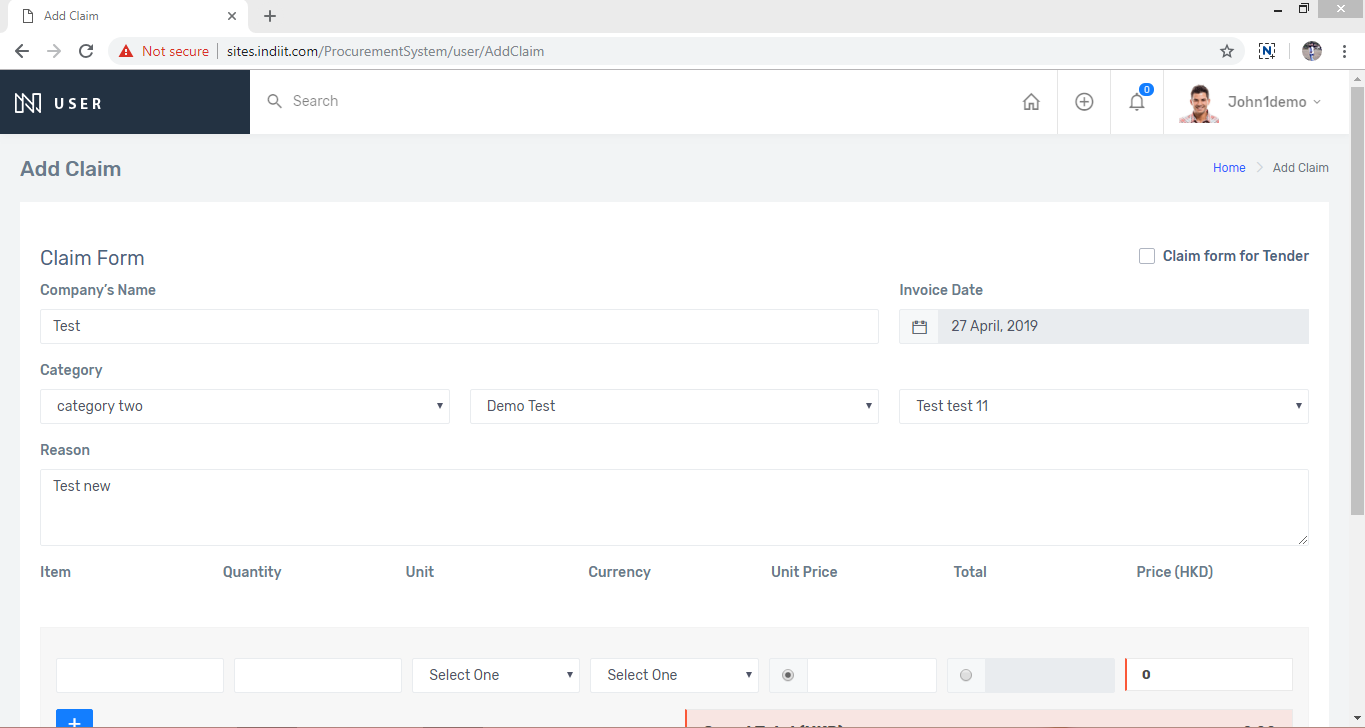 Add Claim
Not secure sites.indiit.com/ProcurementSystem/user/AddClaim
USER
Search
0
John1demo
Add Claim
Home Add Claim
Claim Form
Claim form for Tender
Company's Name
Invoice Date
Test
27 April, 2019
Category
category two
Demo Test
Test test 11
Reason
Test new
Item Quantity Unit Currency Unit Price Total Price (HKD)
Select One Select One 0
+